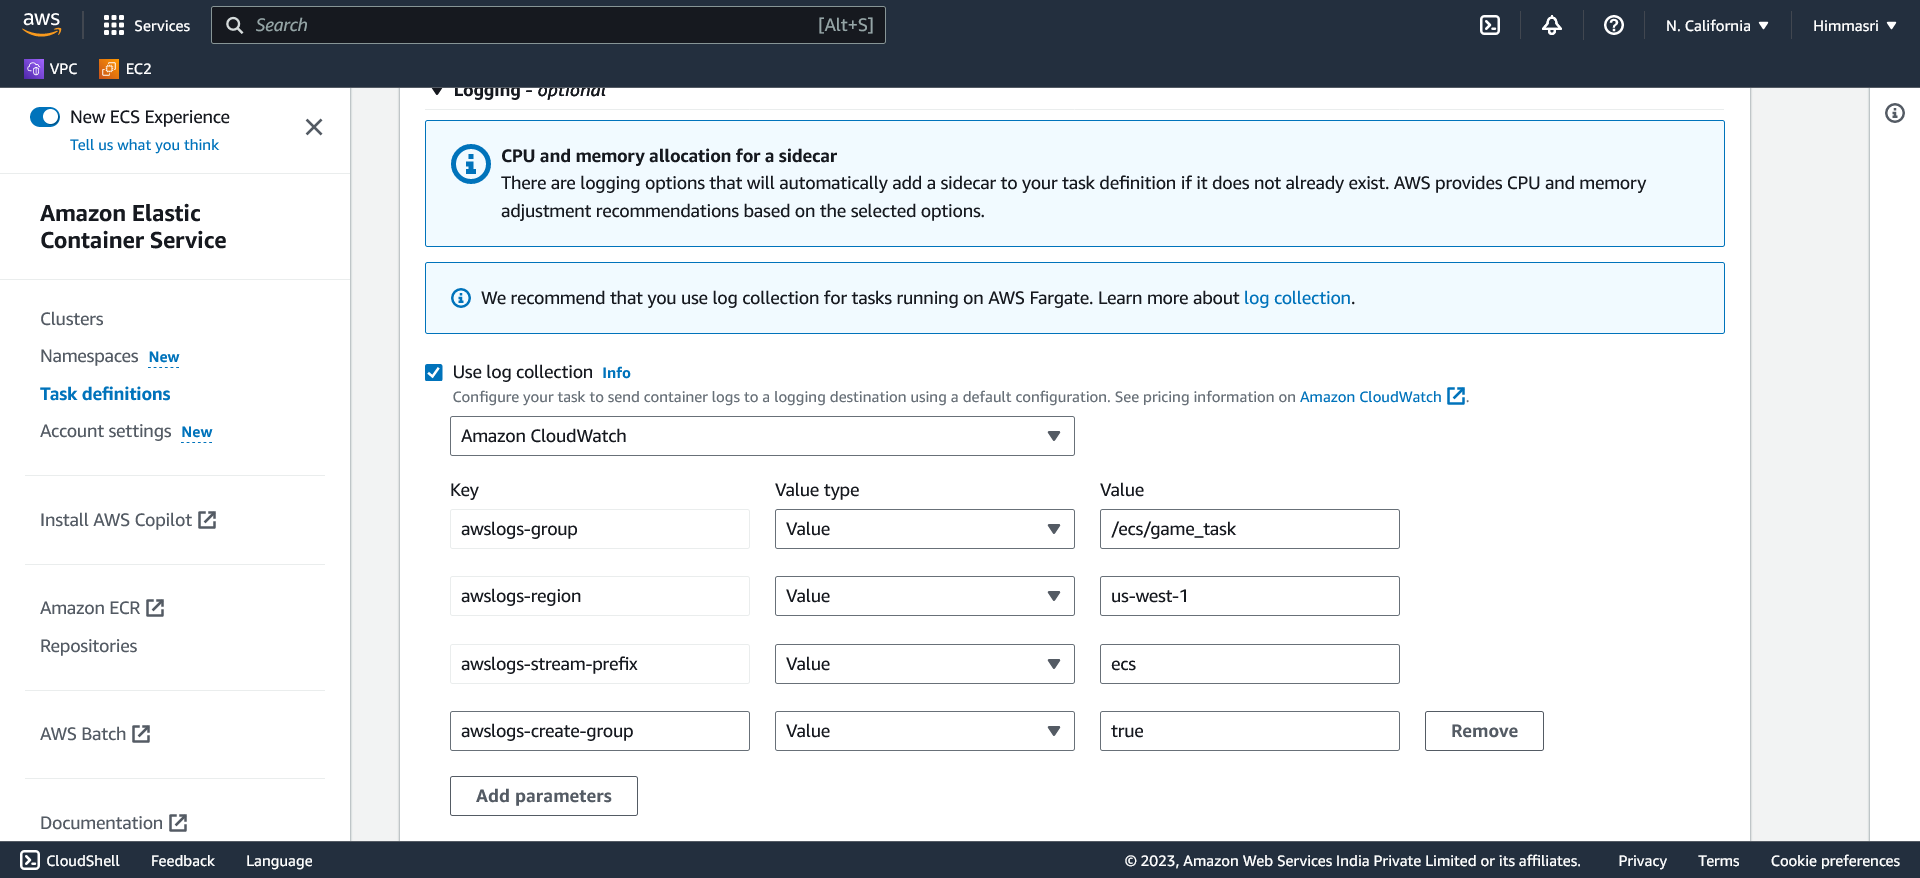 aws
Services
Search
[Alt+S]
N. California
Himmasri
VPC
EC2
New ECS Experience
Tell us what you think
Amazon Elastic
Container Service
Clusters
Namespaces New
Task definitions
Account settings New
Install AWS Copilot
Amazon ECR
Repositories
AWS Batch
Documentation
Logging - optional
CPU and memory allocation for a sidecar
There are logging options that will automatically add a sidecar to your task definition if it does not already exist. AWS provides CPU and memory
adjustment recommendations based on the selected options.
We recommend that you use log collection for tasks running on AWS Fargate. Learn more about log collection.
Use log collection Info
Configure your task to send container logs to a logging destination using a default configuration. See pricing information on Amazon CloudWatch.
Amazon CloudWatch
Key Value type Value
awslogs-group Value /ecs/game_task
awslogs-region Value us-west-1
awslogs-stream-prefix Value ecs
awslogs-create-group Value true Remove
Add parameters
CloudShell Feedback Language © 2023, Amazon Web Services India Private Limited or its affiliates. Privacy Terms Cookie preferences